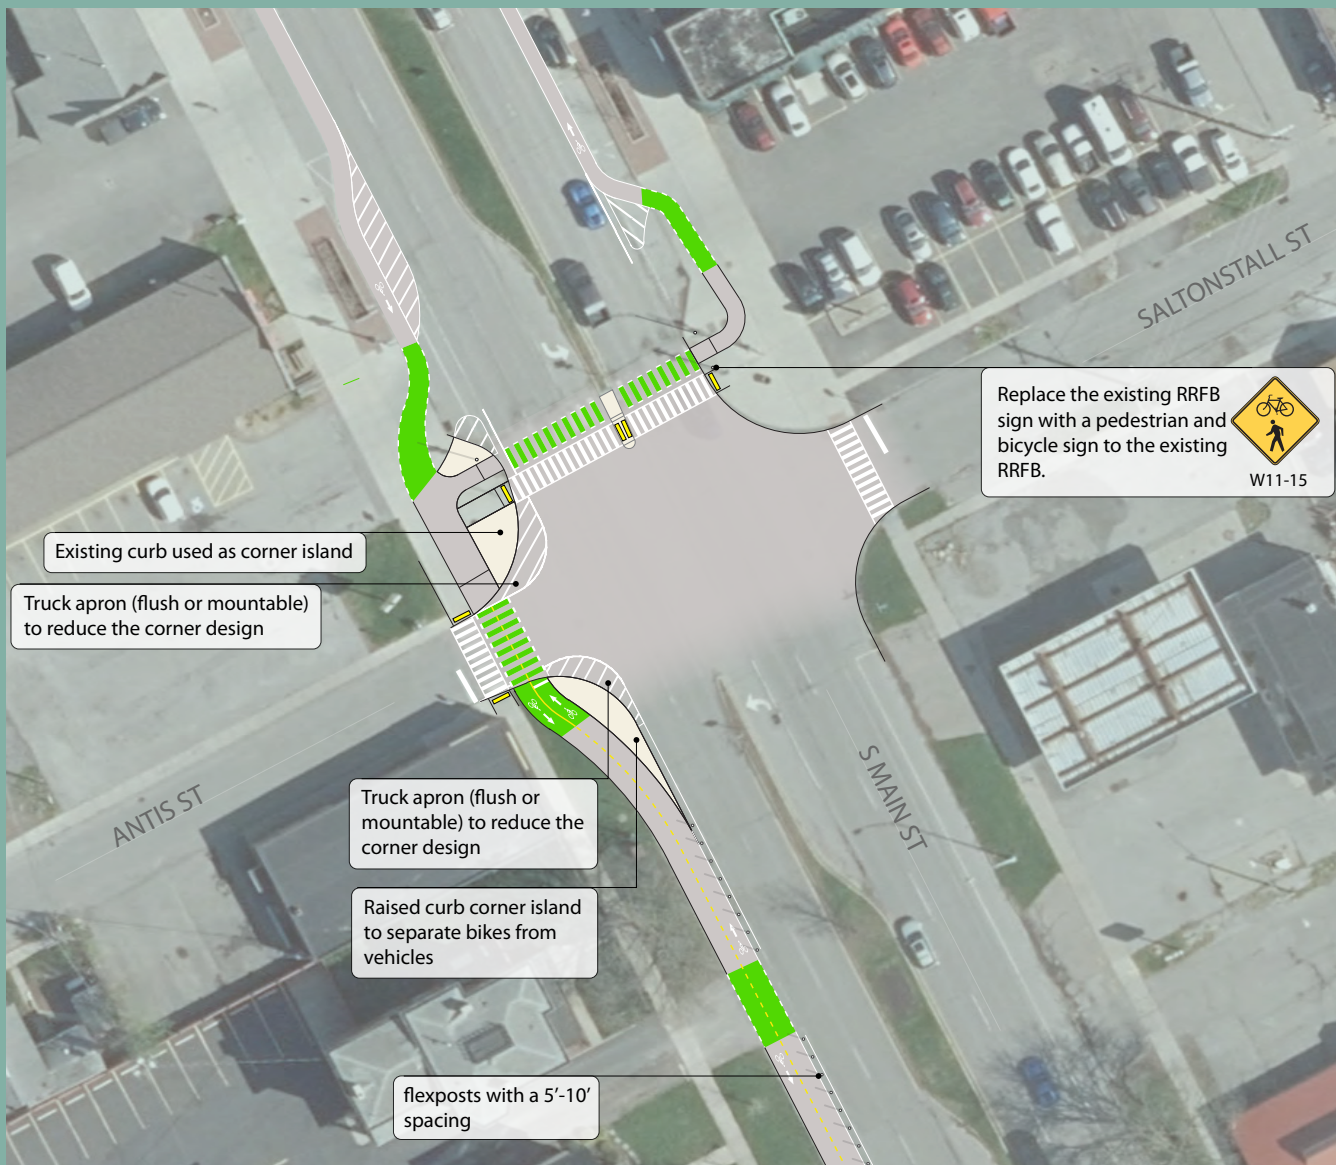 SALTONSTALL ST
Replace the existing RRFB
sign with a pedestrian and
bicycle sign to the existing
RRFB.
W11-15
Existing curb used as corner island
Truck apron (flush or mountable)
to reduce the corner design
ANTIS ST
S MAIN ST
Truck apron (flush or
mountable) to reduce the
corner design
Raised curb corner island
to separate bikes from
vehicles
flexposts with a 5'-10'
spacing